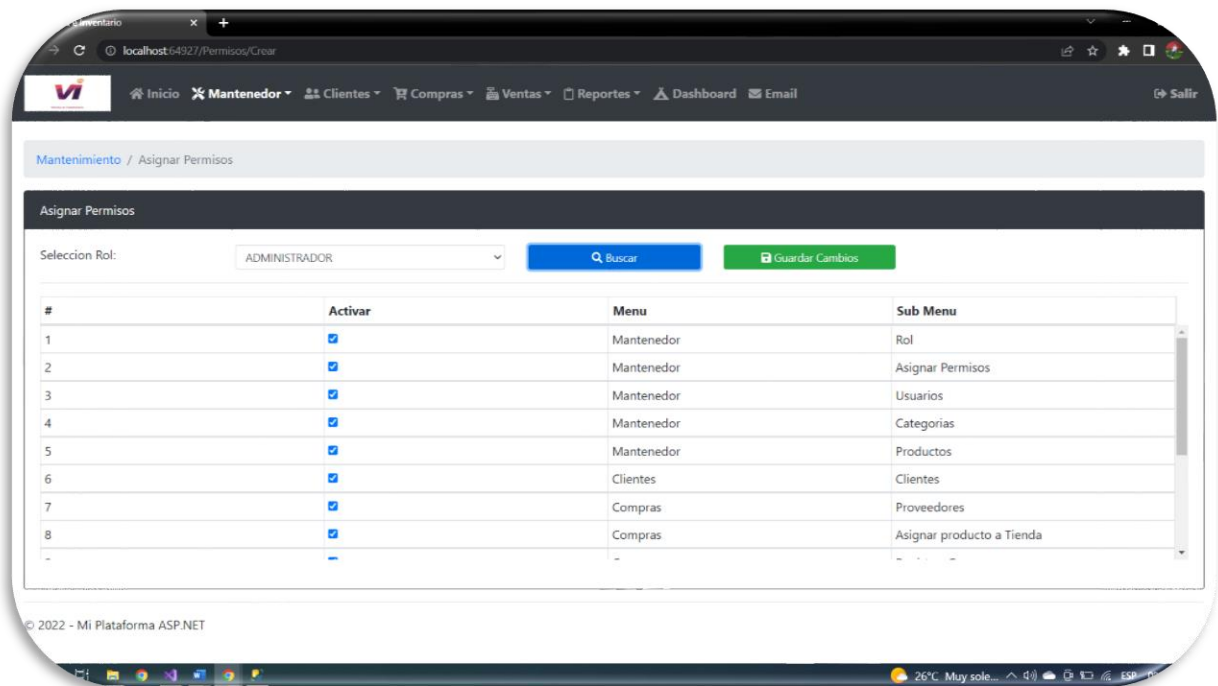 Inventario
localhost:64927/Permisos/Crear
Vi
Inicio Mantenedor Clientes Compras Ventas Reportes Dashboard Email Salir
Mantenimiento / Asignar Permisos
Asignar Permisos
Seleccion Rol: ADMINISTRADOR Buscar Guardar Cambios
# Activar Menu Sub Menu
1 Mantenedor Rol
2 Mantenedor Asignar Permisos
3 Mantenedor Usuarios
4 Mantenedor Categorias
5 Mantenedor Productos
6 Clientes Clientes
7 Compras Proveedores
8 Compras Asignar producto a Tienda
© 2022 - Mi Plataforma ASP.NET
26°C Muy sole... ESP